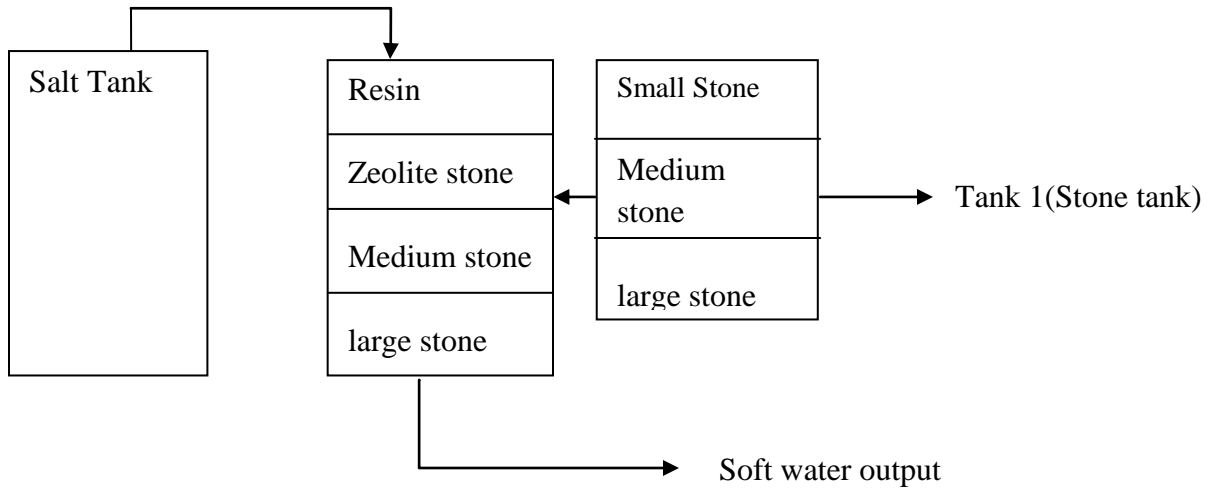 Salt Tank
Resin
Zeolite stone
Medium stone
large stone
Small Stone
Medium
stone
large stone
Tank 1(Stone tank)
Soft water output